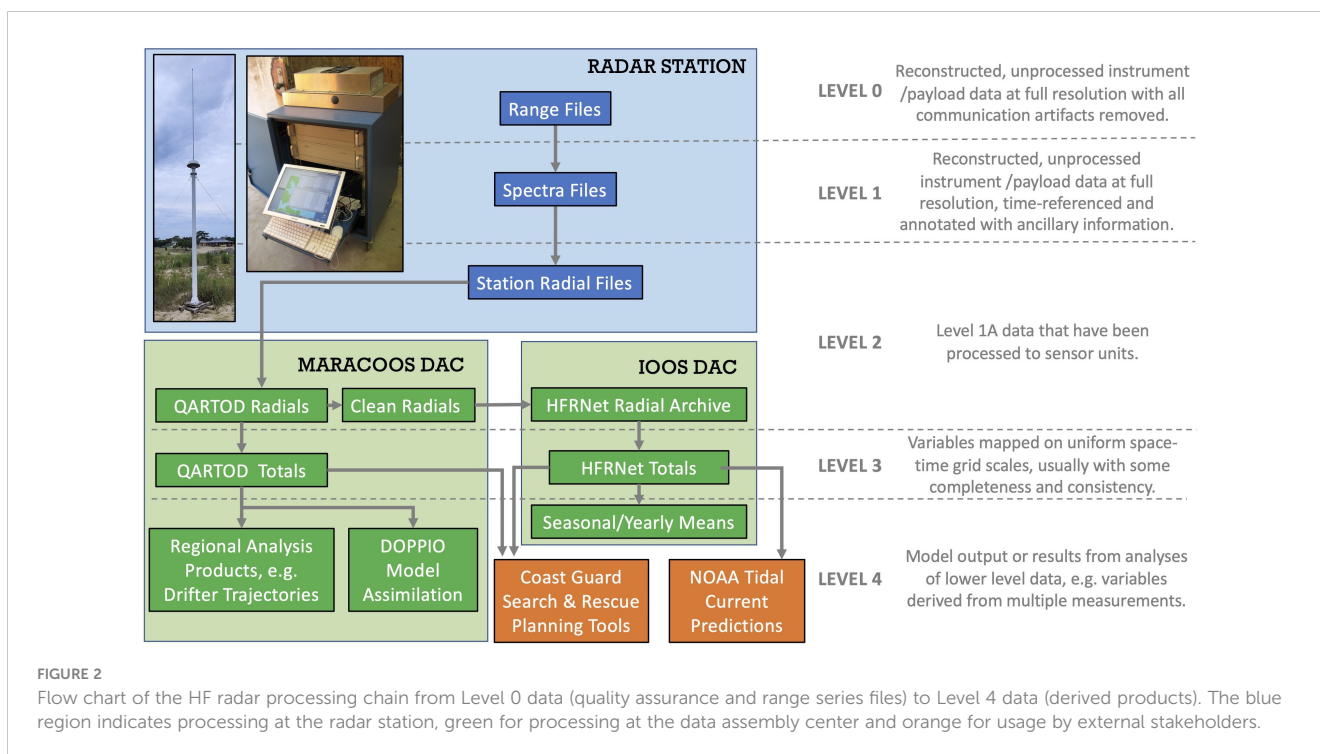 RADAR STATION
Range Files
Spectra Files
Station Radial Files
LEVEL 0
Reconstructed, unprocessed instrument
/payload data at full resolution with all
communication artifacts removed.
LEVEL 1
Reconstructed, unprocessed
instrument /payload data at full
resolution, time-referenced and
annotated with ancillary information.
LEVEL 2
Level 1A data that have been
processed to sensor units.
MARACOOS DAC
QARTOD Radials
Clean Radials
QARTOD Totals
Regional Analysis
Products, e.g.
Drifter Trajectories
DOPPIO
Model
Assimilation
IOOS DAC
HFRNet Radial Archive
HFRNet Totals
Seasonal/Yearly Means
Coast Guard
Search & Rescue
Planning Tools
NOAA Tidal
Current
Predictions
LEVEL 3
Variables mapped on uniform space-
time grid scales, usually with some
completeness and consistency.
LEVEL 4
Model output or results from analyses
of lower level data, e.g. variables
derived from multiple measurements.
FIGURE 2
Flow chart of the HF radar processing chain from Level 0 data (quality assurance and range series files) to Level 4 data (derived products). The blue
region indicates processing at the radar station, green for processing at the data assembly center and orange for usage by external stakeholders.